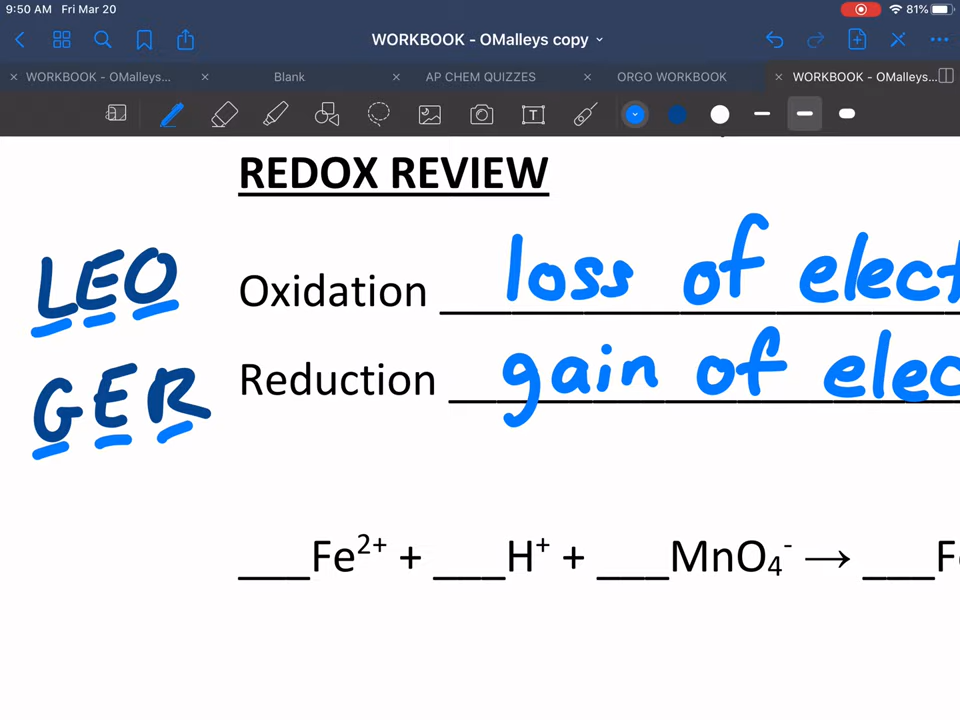 9:50 AM Fri Mar 20 81%
WORKBOOK - OMalleys copy
WORKBOOK - OMalleys... Blank AP CHEM QUIZZES ORGO WORKBOOK WORKBOOK - OMalleys...
REDOX REVIEW
LEO Oxidation loss of elect
GER Reduction gain of elec
___Fe²⁺ + ___H⁺ + ___MnO₄⁻ → ___F